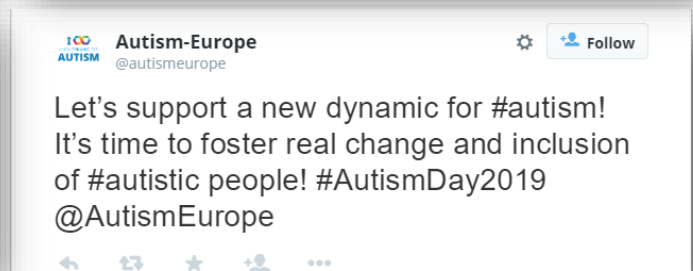 Autism-Europe
@autismeurope
Follow
AUTISM
Let's support a new dynamic for #autism!
It's time to foster real change and inclusion
of #autistic people! #AutismDay2019
@AutismEurope